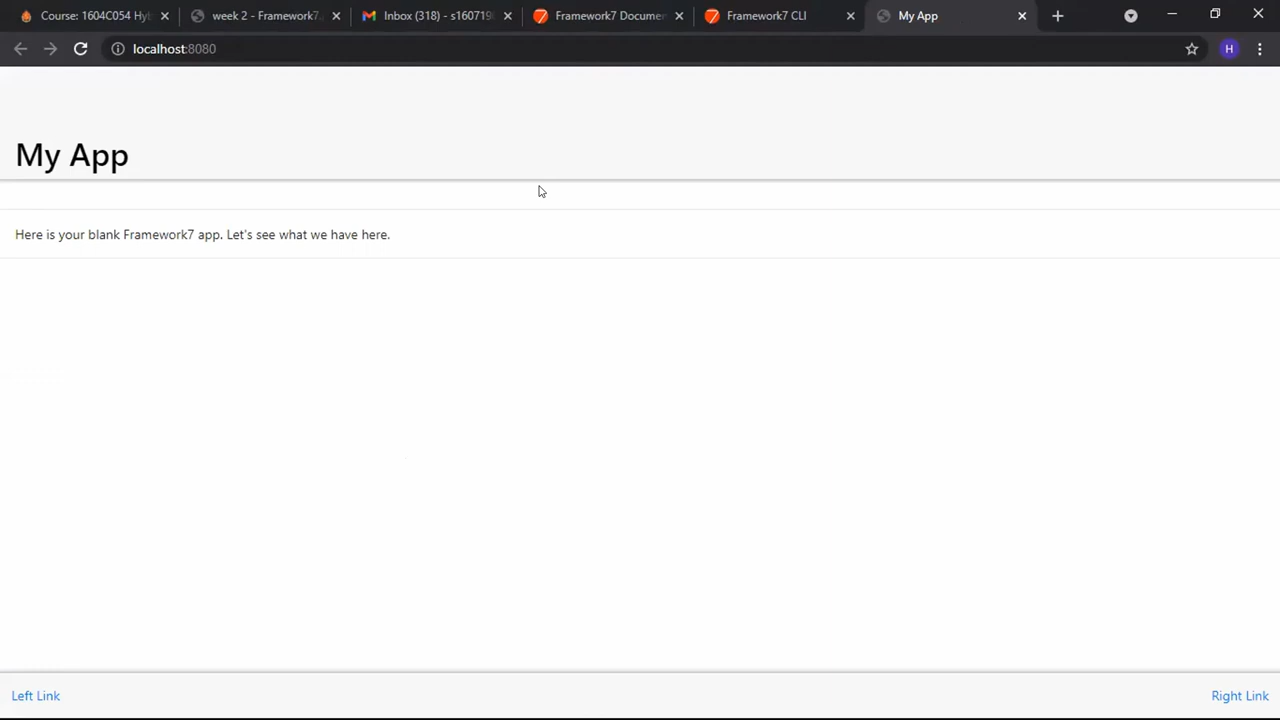 Course: 1604C054 Hyb
week 2 - Framework7.
Inbox (318) - s160719
Framework7 Documen
Framework7 CLI
My App
localhost:8080
H
My App
Here is your blank Framework7 app. Let's see what we have here.
Left Link
Right Link